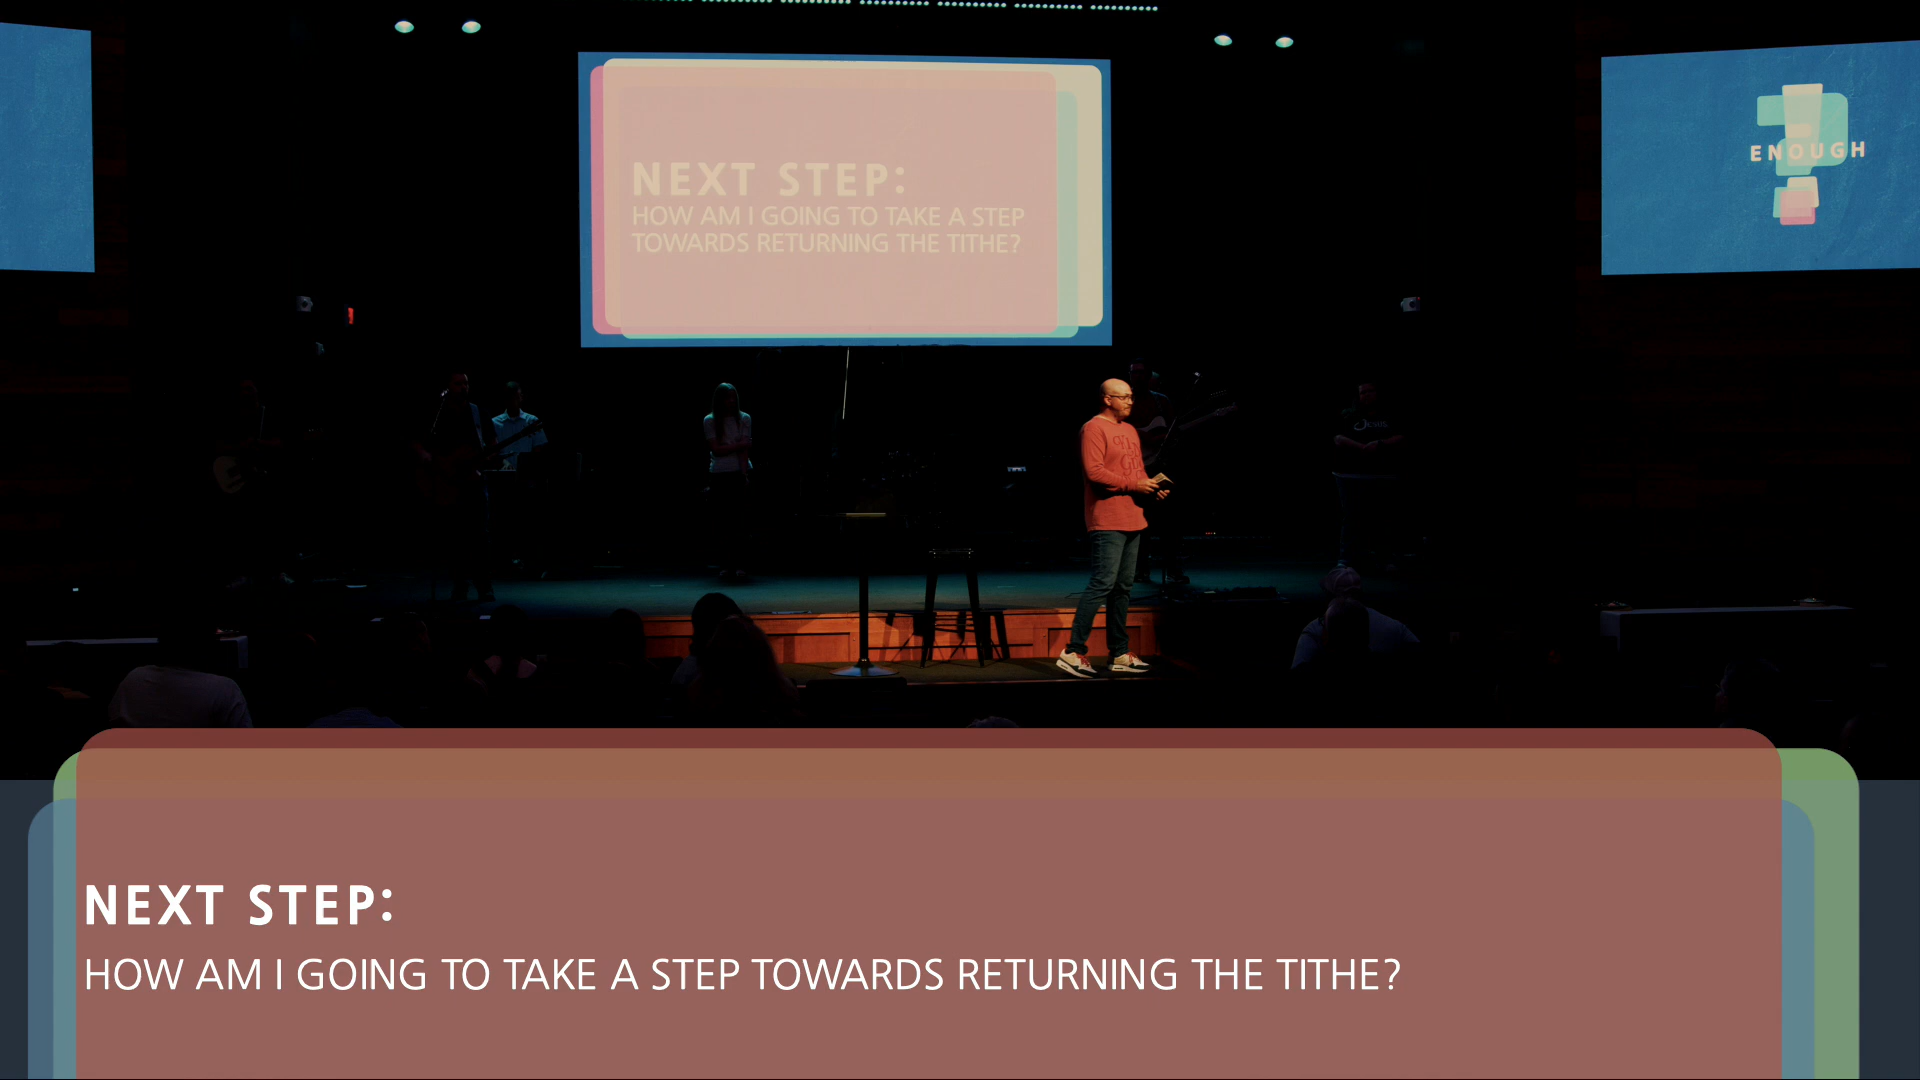 NEXT STEP:
HOW AM I GOING TO TAKE A STEP
TOWARDS RETURNING THE TITHE?
ENOUGH
NEXT STEP:
HOW AM I GOING TO TAKE A STEP TOWARDS RETURNING THE TITHE?